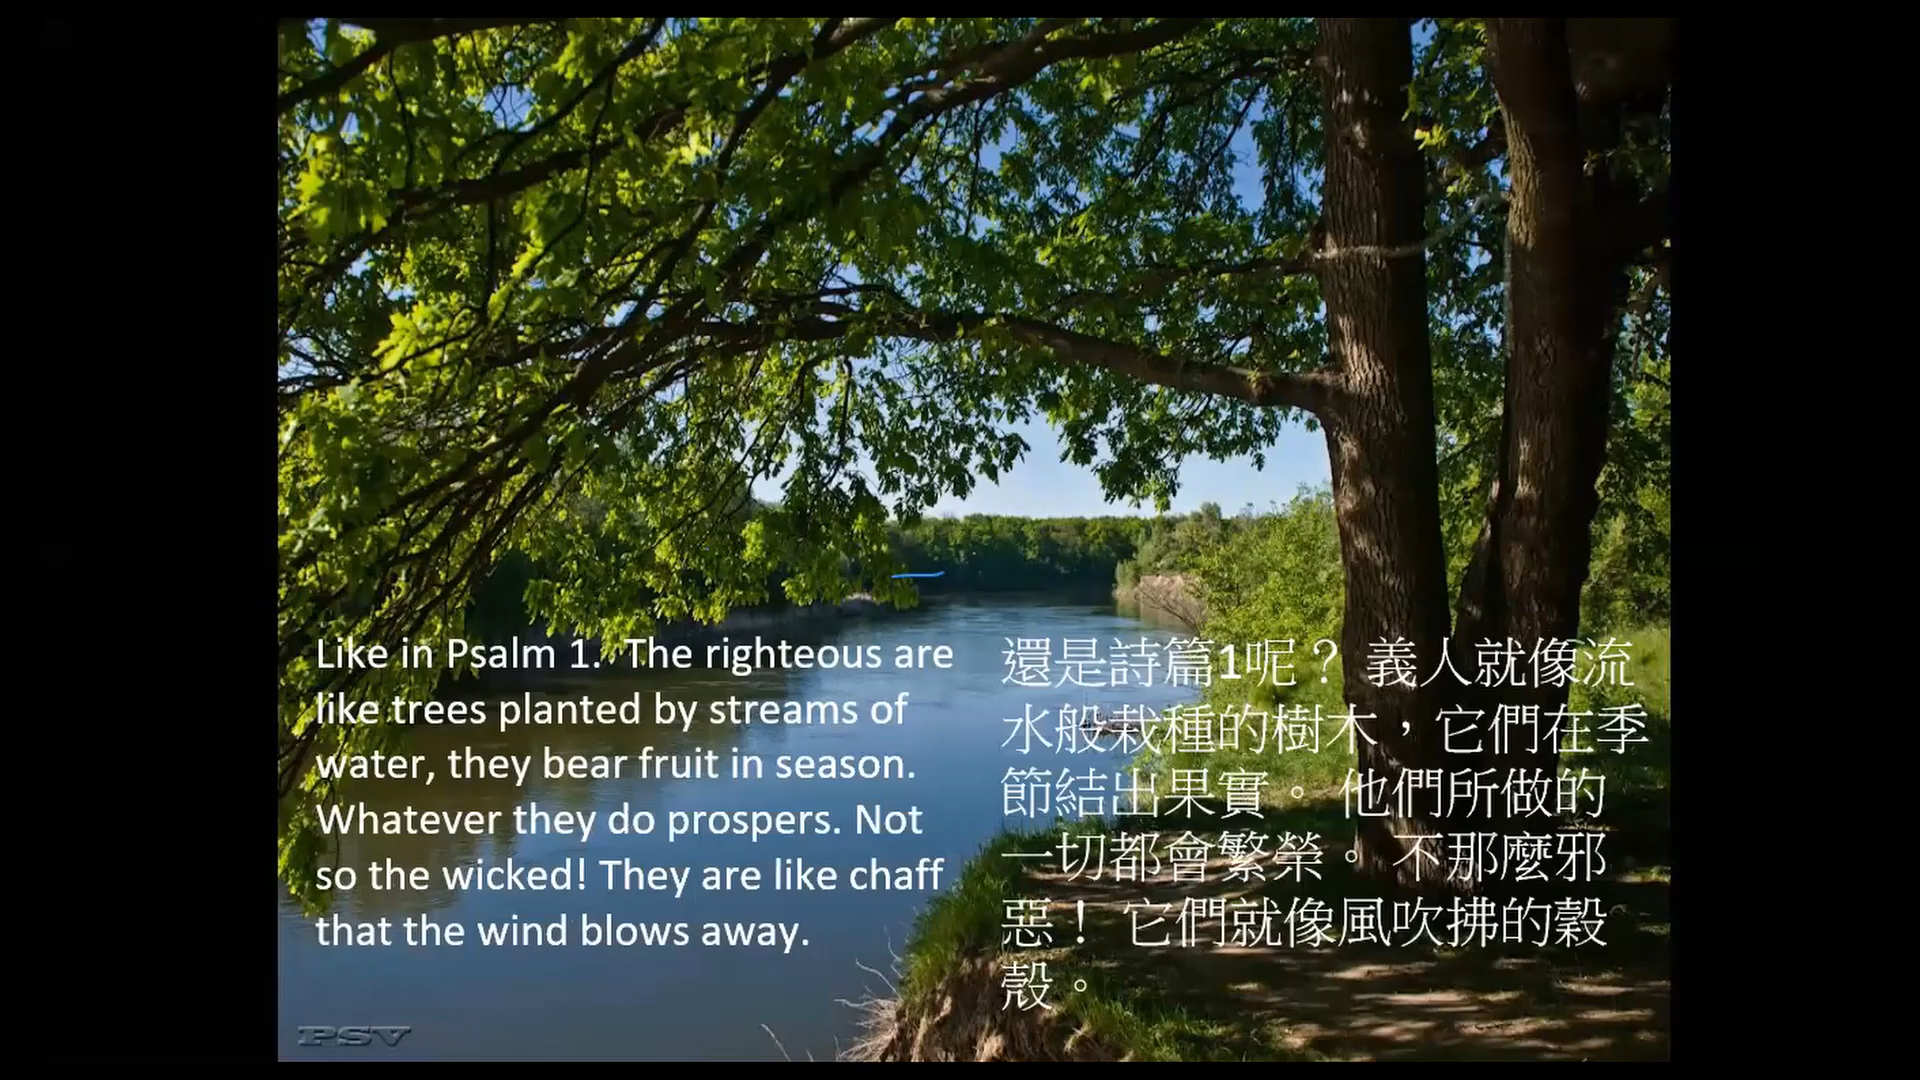 Like in Psalm 1.  The righteous are
like trees planted by streams of
water, they bear fruit in season.
Whatever they do prospers. Not
so the wicked! They are like chaff
that the wind blows away.
還是詩篇1呢？ 義人就像流
水般栽種的樹木，它們在季
節結出果實。 他們所做的
一切都會繁榮。 不那麼邪
惡！ 它們就像風吹拂的穀
殼。
PSV